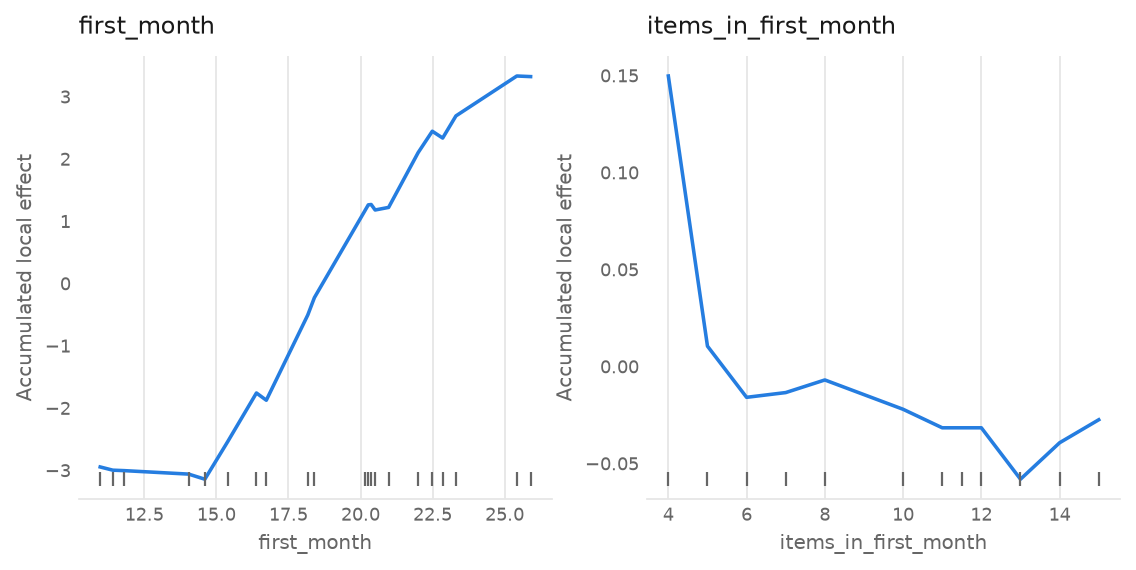 first_month
items_in_first_month
Accumulated local effect
3
2
1
0
−1
−2
−3
12.5 15.0 17.5 20.0 22.5 25.0
first_month
Accumulated local effect
0.15
0.10
0.05
0.00
−0.05
4 6 8 10 12 14
items_in_first_month